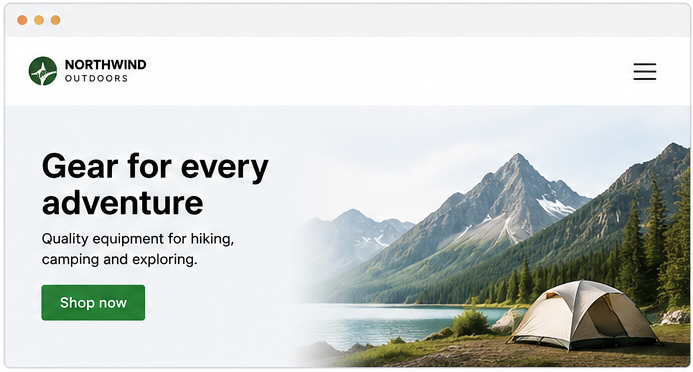 NORTHWIND
OUTDOORS
Gear for every
adventure
Quality equipment for hiking,
camping and exploring.
Shop now